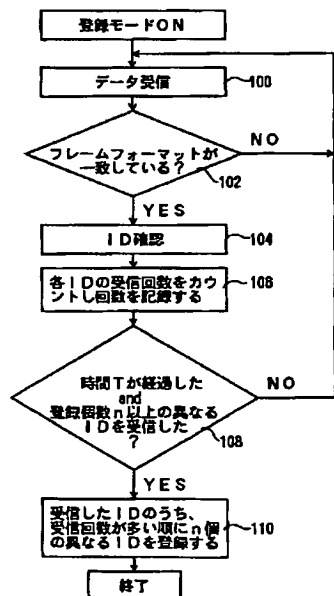 登録モードON
データ受信
100
フレームフォーマットが
一致している？
NO
102
YES
ID確認
104
各IDの受信回数をカウ
ントし回数を記録する
106
時間Tが経過した
and
登録個数n以上の異なる
IDを受信した
？
NO
108
YES
受信したIDのうち、
受信回数が多い順にn個
の異なるIDを登録する
110
終了